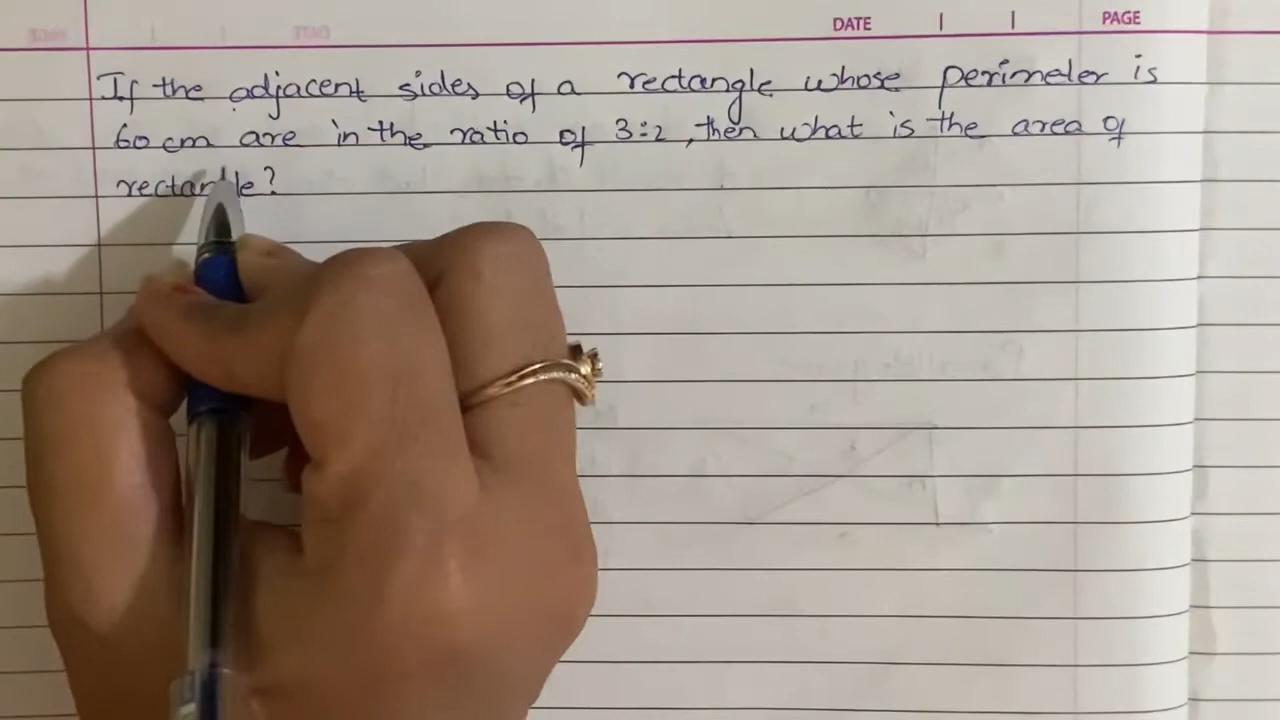 DATE | | PAGE
If the adjacent sides of a rectangle whose perimeter is
60 cm are in the ratio of 3:2, then what is the area of
rectangle?